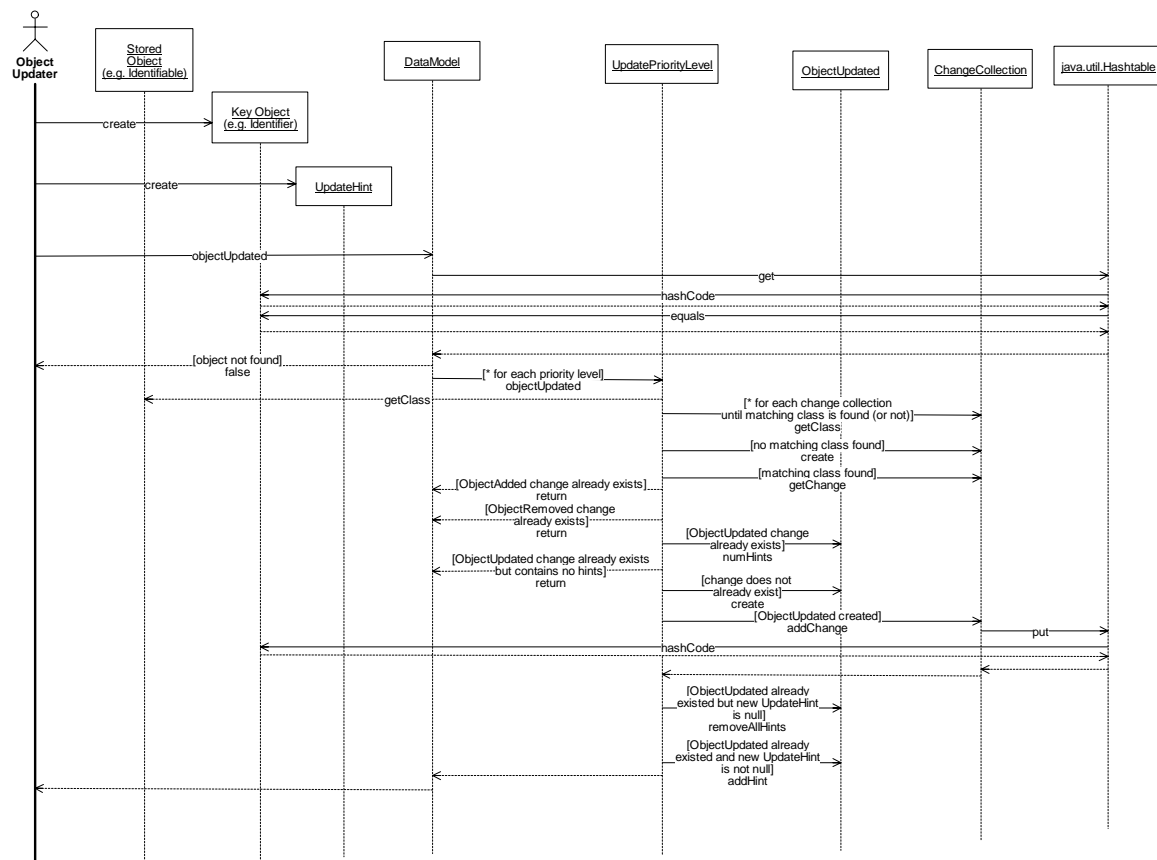 Object
Updater
Stored
Object
(e.g. Identifiable)
DataModel
UpdatePriorityLevel
ObjectUpdated
ChangeCollection
java.util.Hashtable
Key Object
(e.g. Identifier)
create
create
UpdateHint
objectUpdated
get
hashCode
equals
[object not found]
false
[* for each priority level]
objectUpdated
getClass
[* for each change collection
until matching class is found (or not)]
getClass
[no matching class found]
create
[matching class found]
getChange
[ObjectAdded change already exists]
return
[ObjectRemoved change
already exists]
return
[ObjectUpdated change
already exists]
numHints
[ObjectUpdated change already exists
but contains no hints]
return
[change does not
already exist]
create
[ObjectUpdated created]
addChange
put
hashCode
[ObjectUpdated already
existed but new UpdateHint
is null]
removeAllHints
[ObjectUpdated already
existed and new UpdateHint
is not null]
addHint